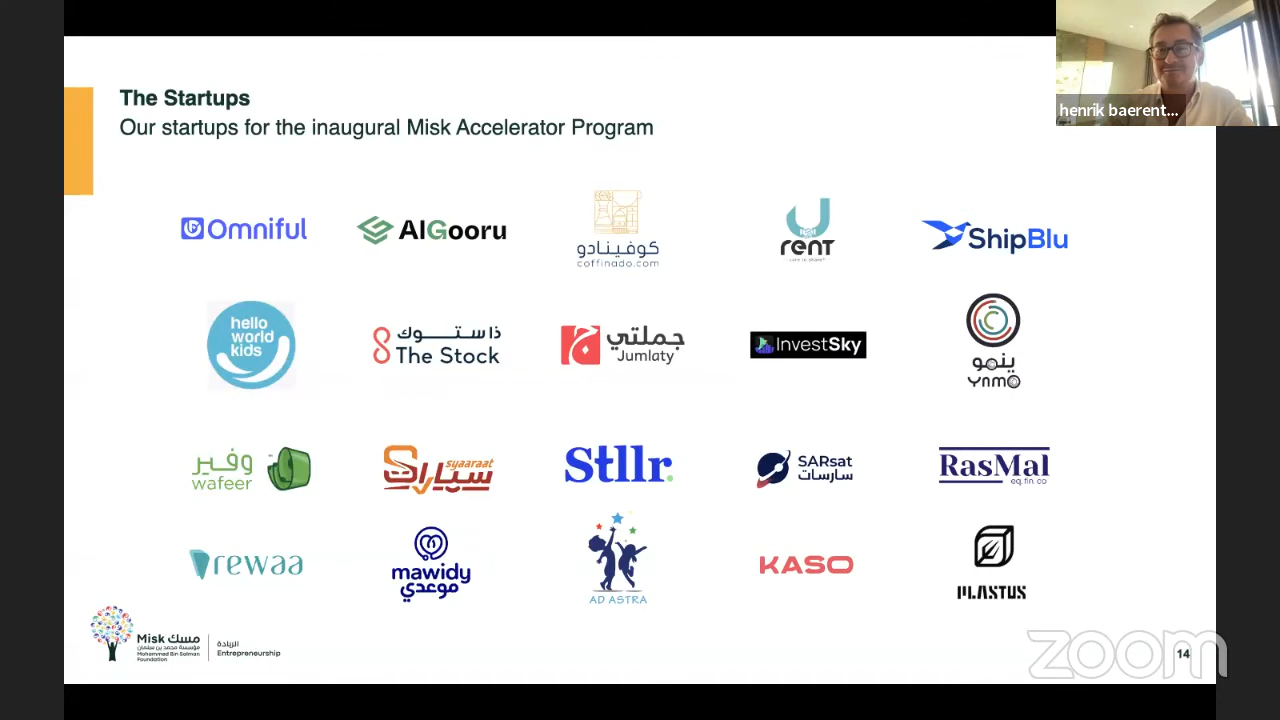 henrik baerent...
The Startups
Our startups for the inaugural Misk Accelerator Program
Omniful
AlGooru
كوفينادو
coffinado.com
rent
ShipBlu
hello
world
kids
ذا ستوك
The Stock
جملتي
Jumlaty
InvestSky
ينمو
YNMO
وفير
wafeer
syaaraat
سيارات
Stllr.
SARsat
سارسات
RasMal
eq.fin.co
rewaa
mawidy
موعدي
AD ASTRA
KASO
PLASTUS
Misk مسك
مؤسسة محمد بن سلمان
Mohammed Bin Salman
Foundation
الريادة
Entrepreneurship
zoom
14